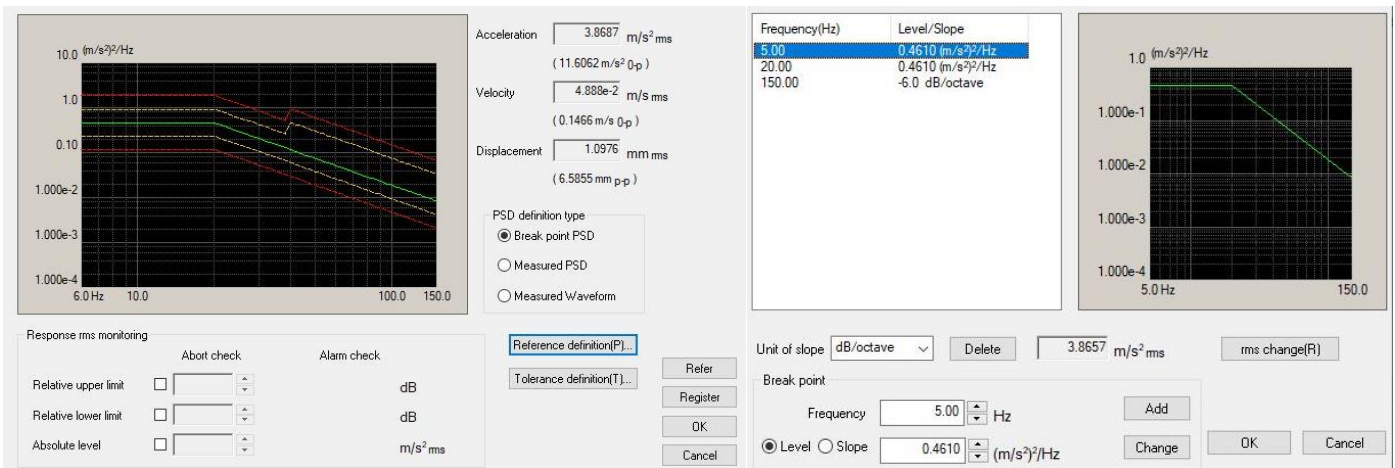 10.0 (m/s²)²/Hz
1.0
0.10
1.000e-2
1.000e-3
1.000e-4
6.0 Hz 10.0 100.0 150.0
Acceleration 3.8687 m/s² rms
( 11.6062 m/s² 0-p )
Velocity 4.888e-2 m/s rms
( 0.1466 m/s 0-p )
Displacement 1.0976 mm rms
( 6.5855 mm p-p )
PSD definition type
Break point PSD
Measured PSD
Measured Waveform
Response rms monitoring
Abort check Alarm check
Relative upper limit dB
Relative lower limit dB
Absolute level m/s² rms
Reference definition(P)...
Tolerance definition(T)...
Refer
Register
OK
Cancel
Frequency(Hz) Level/Slope
5.00 0.4610 (m/s²)²/Hz
20.00 0.4610 (m/s²)²/Hz
150.00 -6.0 dB/octave
1.0 (m/s²)²/Hz
1.000e-1
1.000e-2
1.000e-3
1.000e-4
5.0 Hz 150.0
Unit of slope dB/octave Delete 3.8657 m/s² rms rms change(R)
Break point
Frequency 5.00 Hz Add
Level Slope 0.4610 (m/s²)²/Hz Change OK Cancel